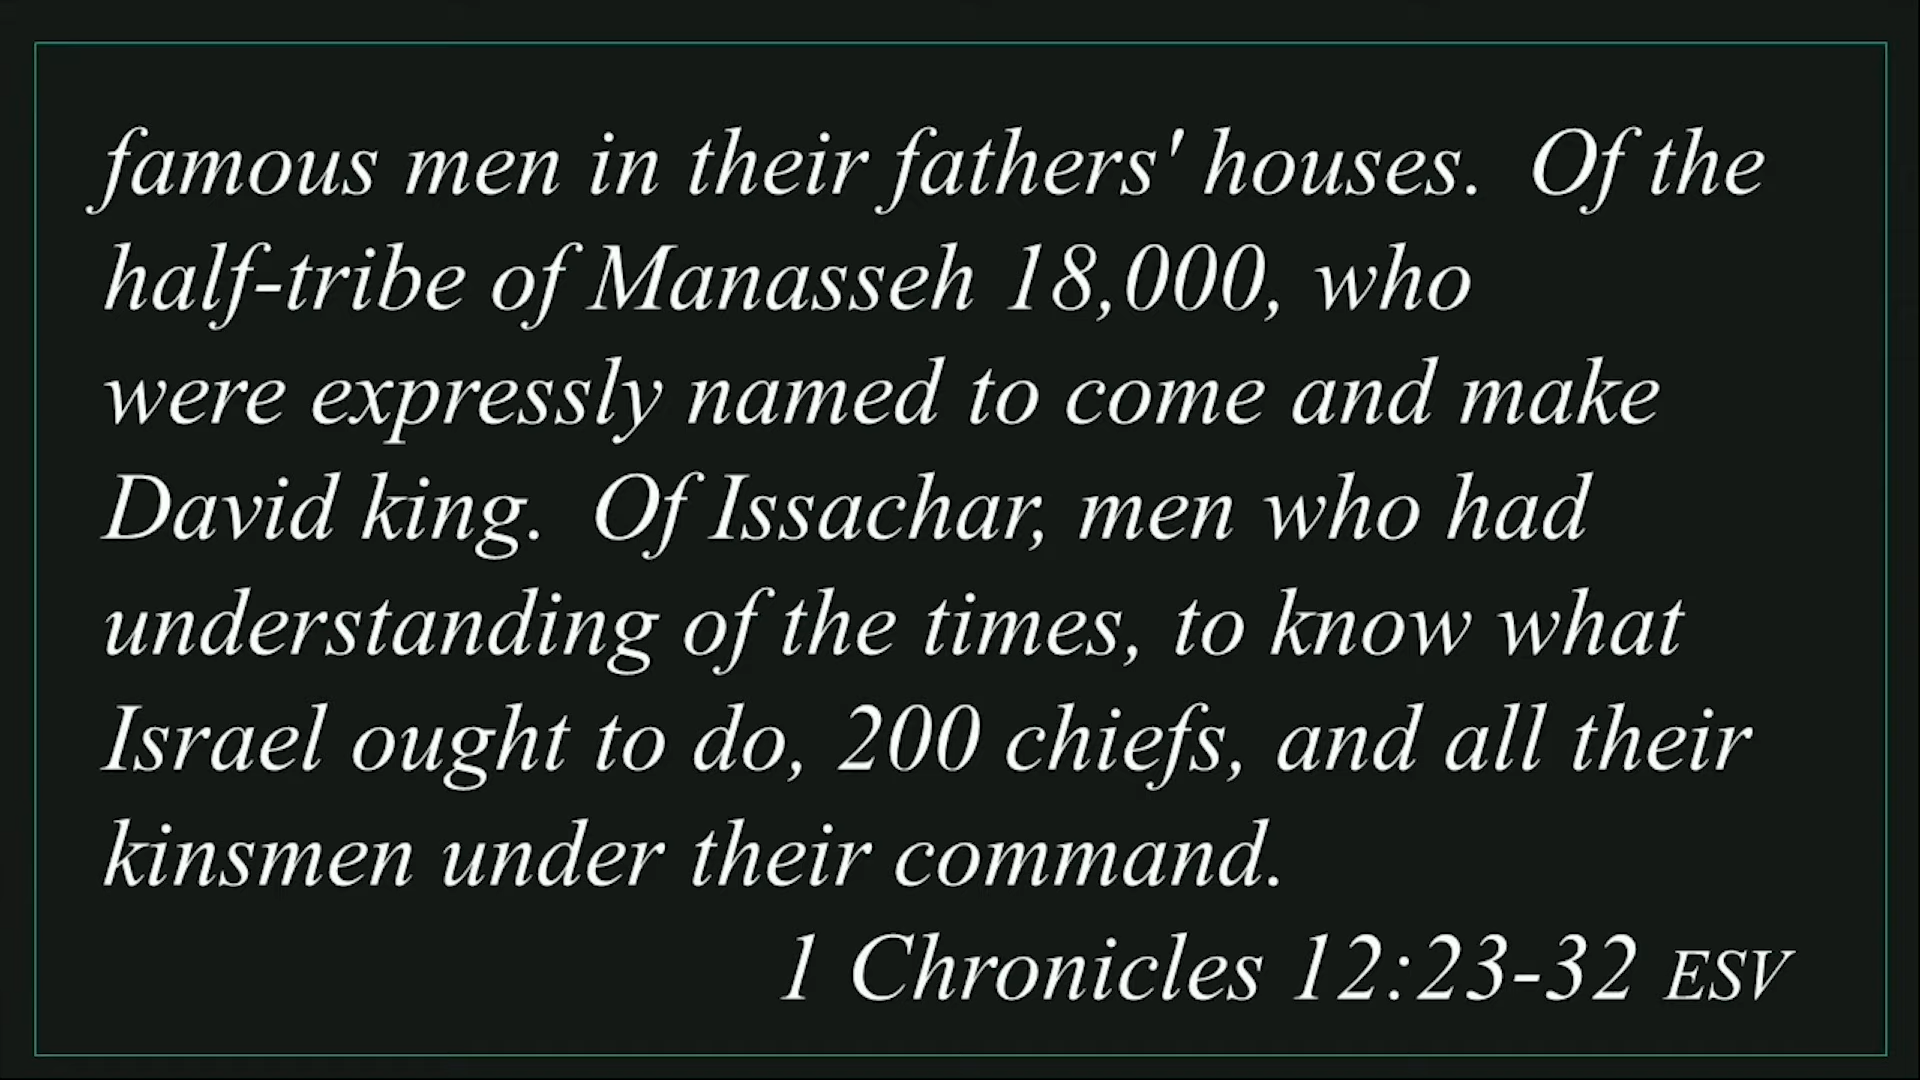 famous men in their fathers' houses.  Of the
half-tribe of Manasseh 18,000, who
were expressly named to come and make
David king.  Of Issachar, men who had
understanding of the times, to know what
Israel ought to do, 200 chiefs, and all their
kinsmen under their command.
1 Chronicles 12:23-32 ESV